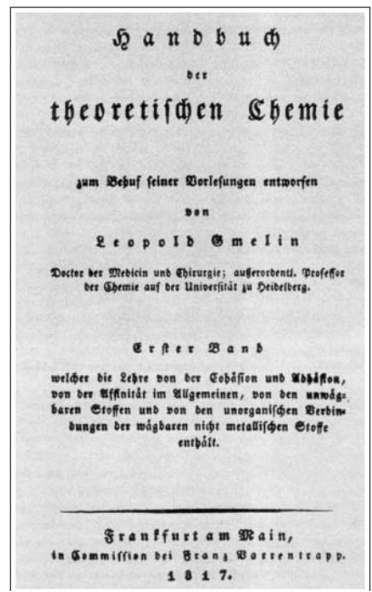 Handbuch
der
theoretischen Chemie
zum Behuf seiner Vorlesungen entworfen
von
Leopold Gmelin
Doctor der Medicin und Chirurgie; außerordentl. Professor
der Chemie auf der Universität zu Heidelberg.
Erster Band
welcher die Lehre von der Cohäsion und Adhäsion,
von der Affinität im Allgemeinen, von den unwäg-
baren Stoffen und von den unorganischen Verbin-
dungen der wägbaren nicht metallischen Stoffe
enthält.
Frankfurt am Main,
in Commission bei Franz Varrentrapp.
1817.